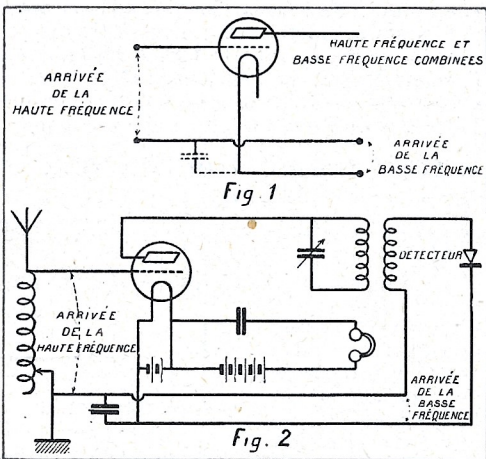 HAUTE FRÉQUENCE ET
BASSE FREQUENCE COMBINÉES
ARRIVÉE
DE LA
HAUTE FRÉQUENCE
ARRIVÉE
DE LA
BASSE FRÉQUENCE
Fig. 1
DÉTECTEUR
ARRIVÉE
DE LA
HAUTE FRÉQUENCE
ARRIVÉE
DE LA
BASSE
FRÉQUENCE
Fig. 2